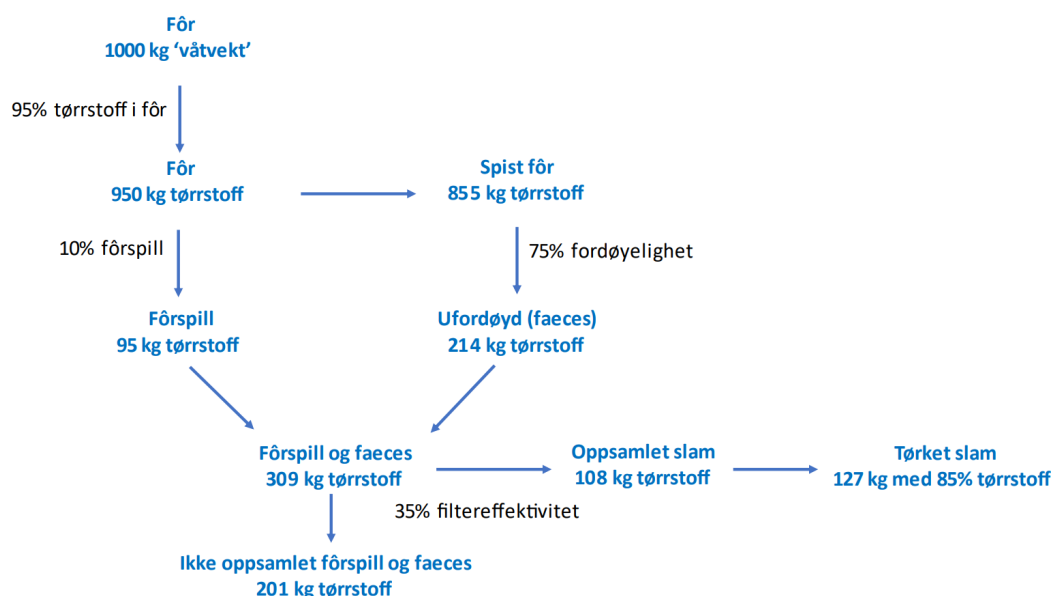 Fôr
1000 kg ‘våtvekt’
95% tørrstoff i fôr
Fôr
950 kg tørrstoff
Spist fôr
855 kg tørrstoff
10% fôrspill
75% fordøyelighet
Fôrspill
95 kg tørrstoff
Ufordøyd (faeces)
214 kg tørrstoff
Fôrspill og faeces
309 kg tørrstoff
Oppsamlet slam
108 kg tørrstoff
Tørket slam
127 kg med 85% tørrstoff
35% filtereffektivitet
Ikke oppsamlet fôrspill og faeces
201 kg tørrstoff